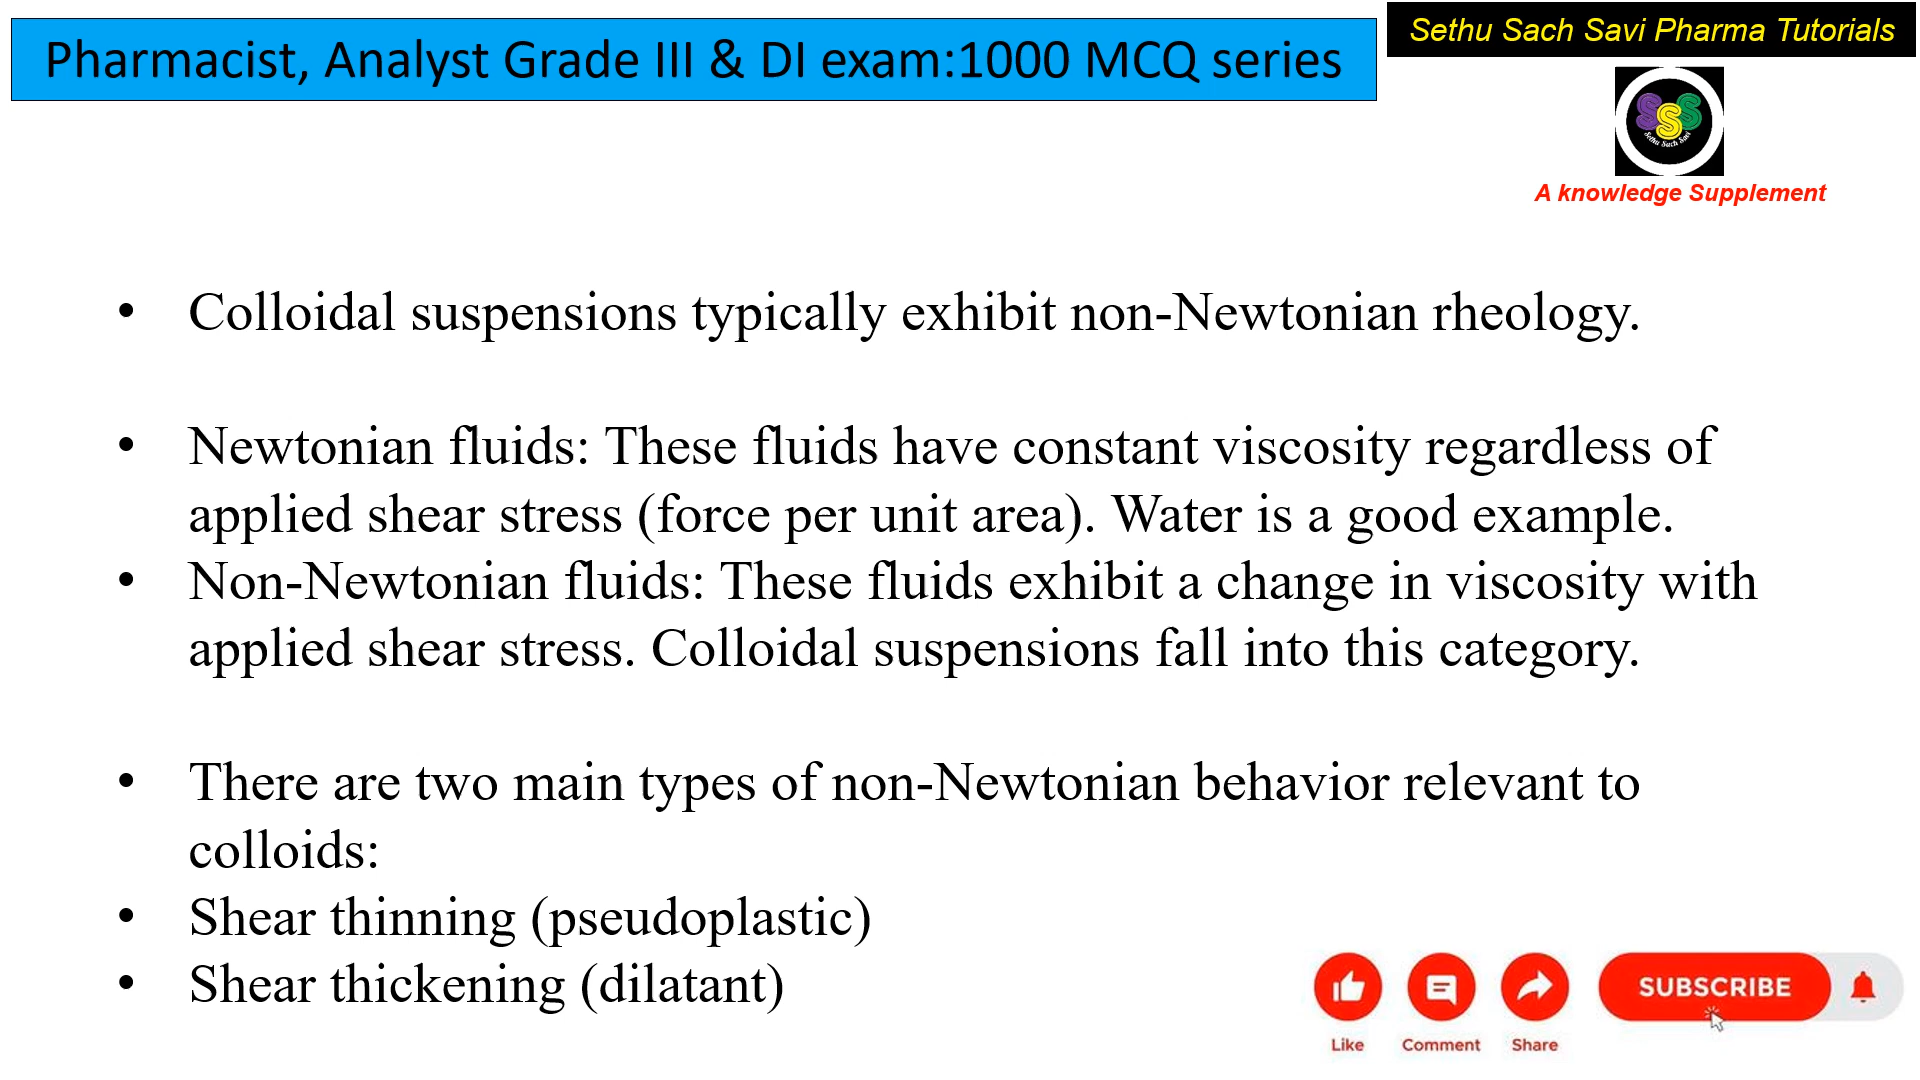 Pharmacist, Analyst Grade III & DI exam:1000 MCQ series
Sethu Sach Savi Pharma Tutorials
SSS
Sethu Sach Savi
A knowledge Supplement
• Colloidal suspensions typically exhibit non-Newtonian rheology.
• Newtonian fluids: These fluids have constant viscosity regardless of
applied shear stress (force per unit area). Water is a good example.
• Non-Newtonian fluids: These fluids exhibit a change in viscosity with
applied shear stress. Colloidal suspensions fall into this category.
• There are two main types of non-Newtonian behavior relevant to
colloids:
• Shear thinning (pseudoplastic)
• Shear thickening (dilatant)
SUBSCRIBE
Like Comment Share